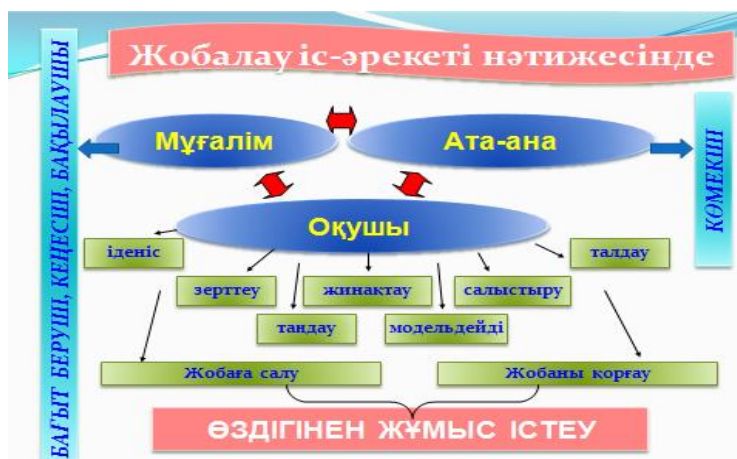 Жобалау іс-әрекеті нәтижесінде
БАҒЫТ БЕРУШІ, КЕҢЕСШІ, БАҚЫЛАУШЫ
Мұғалім
Ата-ана
КӨМЕКШІ
Оқушы
іденіс
талдау
зерттеу
жинақтау
салыстыру
таңдау
модельдейді
Жобаға салу
Жобаны қорғау
ӨЗДІГІНЕН ЖҰМЫС ІСТЕУ